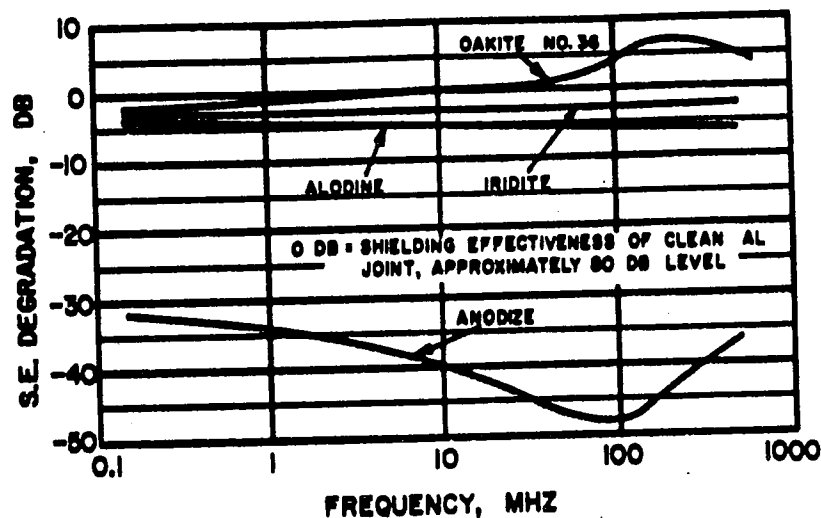 S.E. DEGRADATION, DB
10
0
-10
-20
-30
-40
-50
OAKITE NO. 36
ALODINE
IRIDITE
0 DB = SHIELDING EFFECTIVENESS OF CLEAN AL
JOINT, APPROXIMATELY 80 DB LEVEL
ANODIZE
0.1
1
10
100
1000
FREQUENCY, MHZ